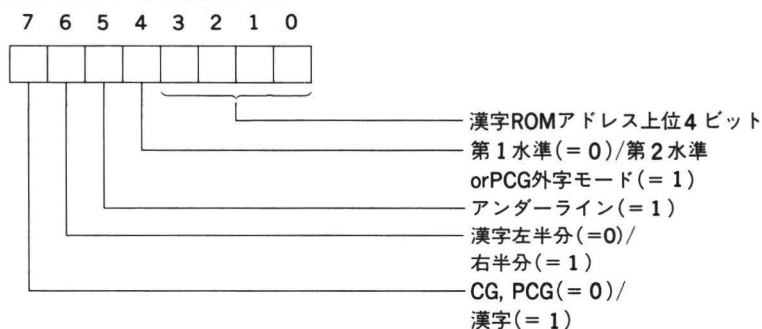 7 6 5 4 3 2 1 0
漢字ROMアドレス上位4ビット
第1水準(=0)/第2水準
orPCG外字モード(=1)
アンダーライン(=1)
漢字左半分(=0)/
右半分(=1)
CG, PCG(=0)/
漢字(=1)